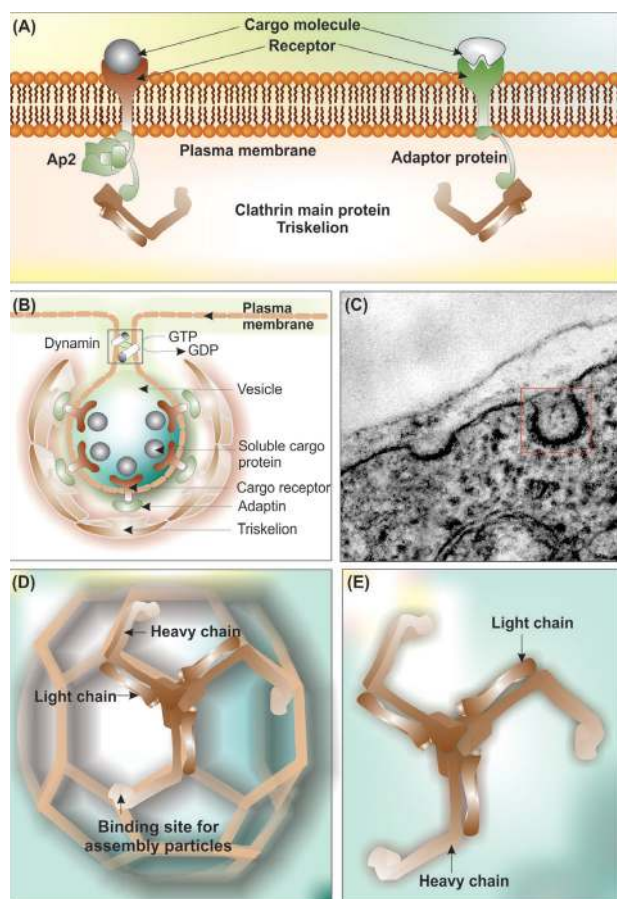 (A)
Cargo molecule
Receptor
Ap2
Plasma membrane
Adaptor protein
Clathrin main protein
Triskelion
(B)
Plasma
membrane
Dynamin
GTP
GDP
Vesicle
Soluble cargo
protein
Cargo receptor
Adaptin
Triskelion
(C)
(D)
Heavy chain
Light chain
Binding site for
assembly particles
(E)
Light chain
Heavy chain